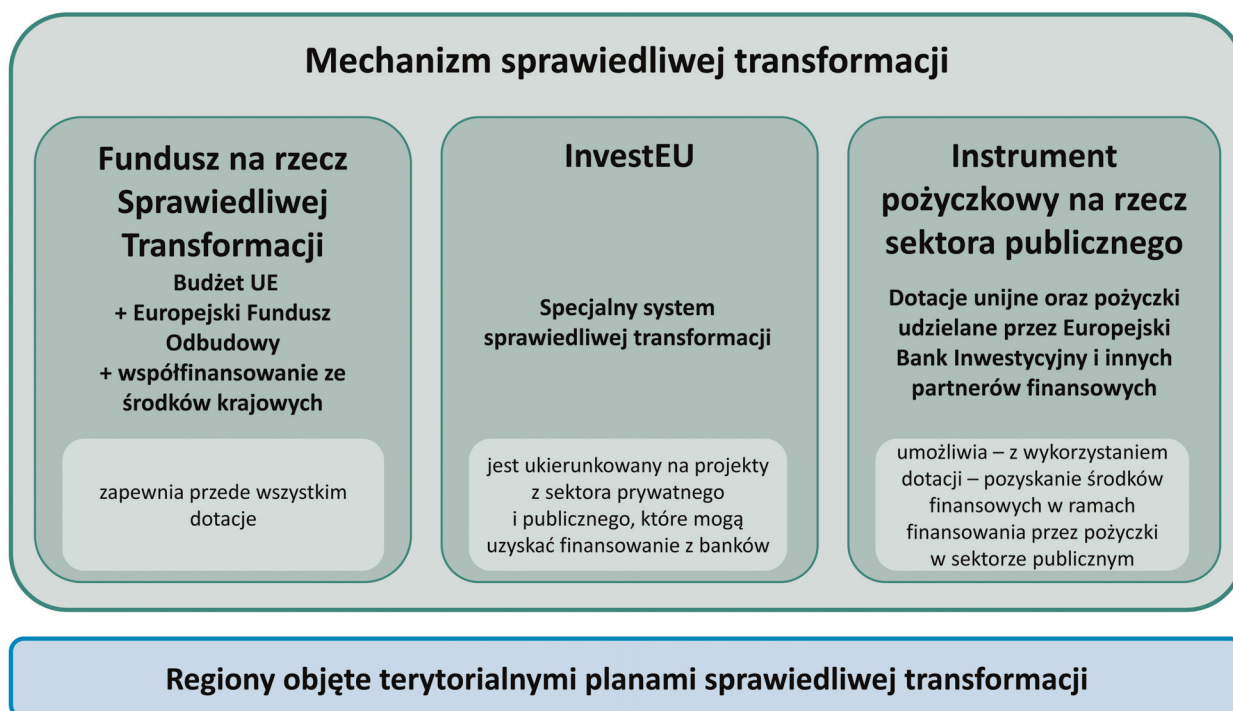 Mechanizm sprawiedliwej transformacji
Fundusz na rzecz
Sprawiedliwej
Transformacji
Budżet UE
+ Europejski Fundusz
Odbudowy
+ współfinansowanie ze
środków krajowych
zapewnia przede wszystkim
dotacje
InvestEU
Specjalny system
sprawiedliwej transformacji
jest ukierunkowany na projekty
z sektora prywatnego
i publicznego, które mogą
uzyskać finansowanie z banków
Instrument
pożyczkowy na rzecz
sektora publicznego
Dotacje unijne oraz pożyczki
udzielane przez Europejski
Bank Inwestycyjny i innych
partnerów finansowych
umożliwia – z wykorzystaniem
dotacji – pozyskanie środków
finansowych w ramach
finansowania przez pożyczki
w sektorze publicznym
Regiony objęte terytorialnymi planami sprawiedliwej transformacji